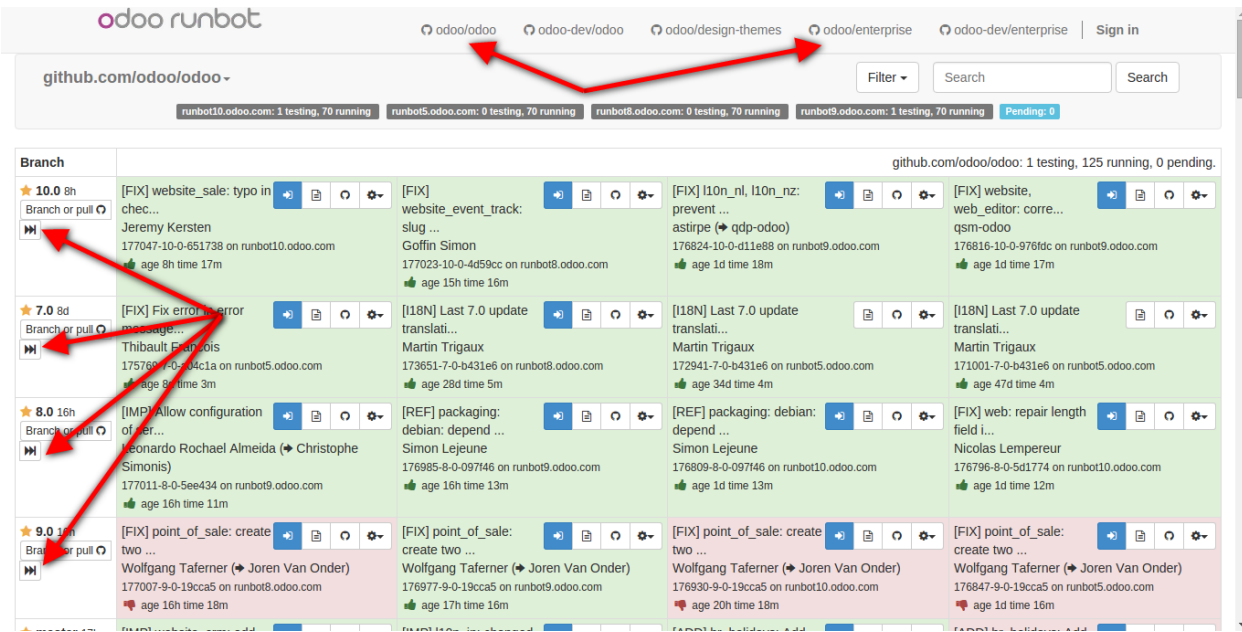 odoo runbot
odoo/odoo odoo-dev/odoo odoo/design-themes odoo/enterprise odoo-dev/enterprise Sign in
github.com/odoo/odoo Filter Search Search
runbot10.odoo.com: 1 testing, 70 running runbot5.odoo.com: 0 testing, 70 running runbot8.odoo.com: 0 testing, 70 running runbot9.odoo.com: 1 testing, 70 running Pending: 0
Branch github.com/odoo/odoo: 1 testing, 125 running, 0 pending.
10.0 8h
Branch or pull
[FIX] website_sale: typo in
chec...
Jeremy Kersten
177047-10-0-651738 on runbot10.odoo.com
age 8h time 17m
[FIX]
website_event_track:
slug ...
Goffin Simon
177023-10-0-4d59cc on runbot8.odoo.com
age 15h time 16m
[FIX] l10n_nl, l10n_nz:
prevent ...
astirpe (➜ qdp-odoo)
176824-10-0-d11e88 on runbot9.odoo.com
age 1d time 18m
[FIX] website,
web_editor: corre...
qsm-odoo
176816-10-0-976fdc on runbot9.odoo.com
age 1d time 17m
7.0 8d
Branch or pull
[FIX] Fix error in error
message...
Thibault Francois
on runbot5.odoo.com
age 8d time 3m
[I18N] Last 7.0 update
translati...
Martin Trigaux
173651-7-0-b431e6 on runbot8.odoo.com
age 28d time 5m
[I18N] Last 7.0 update
translati...
Martin Trigaux
172941-7-0-b431e6 on runbot5.odoo.com
age 34d time 4m
[I18N] Last 7.0 update
translati...
Martin Trigaux
171001-7-0-b431e6 on runbot5.odoo.com
age 47d time 4m
8.0 16h
Branch or pull
[IMP] Allow configuration
of ser...
Leonardo Rochael Almeida (➜ Christophe
Simonis)
177011-8-0-5ee434 on runbot9.odoo.com
age 16h time 11m
[REF] packaging:
debian: depend ...
Simon Lejeune
176985-8-0-097f46 on runbot9.odoo.com
age 16h time 13m
[REF] packaging: debian:
depend ...
Simon Lejeune
176809-8-0-097f46 on runbot10.odoo.com
age 1d time 13m
[FIX] web: repair length
field i...
Nicolas Lempereur
176796-8-0-5d1774 on runbot10.odoo.com
age 1d time 12m
9.0 16h
Branch or pull
[FIX] point_of_sale: create
two ...
Wolfgang Taferner (➜ Joren Van Onder)
177007-9-0-19cca5 on runbot8.odoo.com
age 16h time 18m
[FIX] point_of_sale:
create two ...
Wolfgang Taferner (➜ Joren Van Onder)
176977-9-0-19cca5 on runbot9.odoo.com
age 17h time 16m
[FIX] point_of_sale: create
two ...
Wolfgang Taferner (➜ Joren Van Onder)
176930-9-0-19cca5 on runbot10.odoo.com
age 20h time 18m
[FIX] point_of_sale:
create two ...
Wolfgang Taferner (➜ Joren Van Onder)
176847-9-0-19cca5 on runbot5.odoo.com
age 1d time 16m